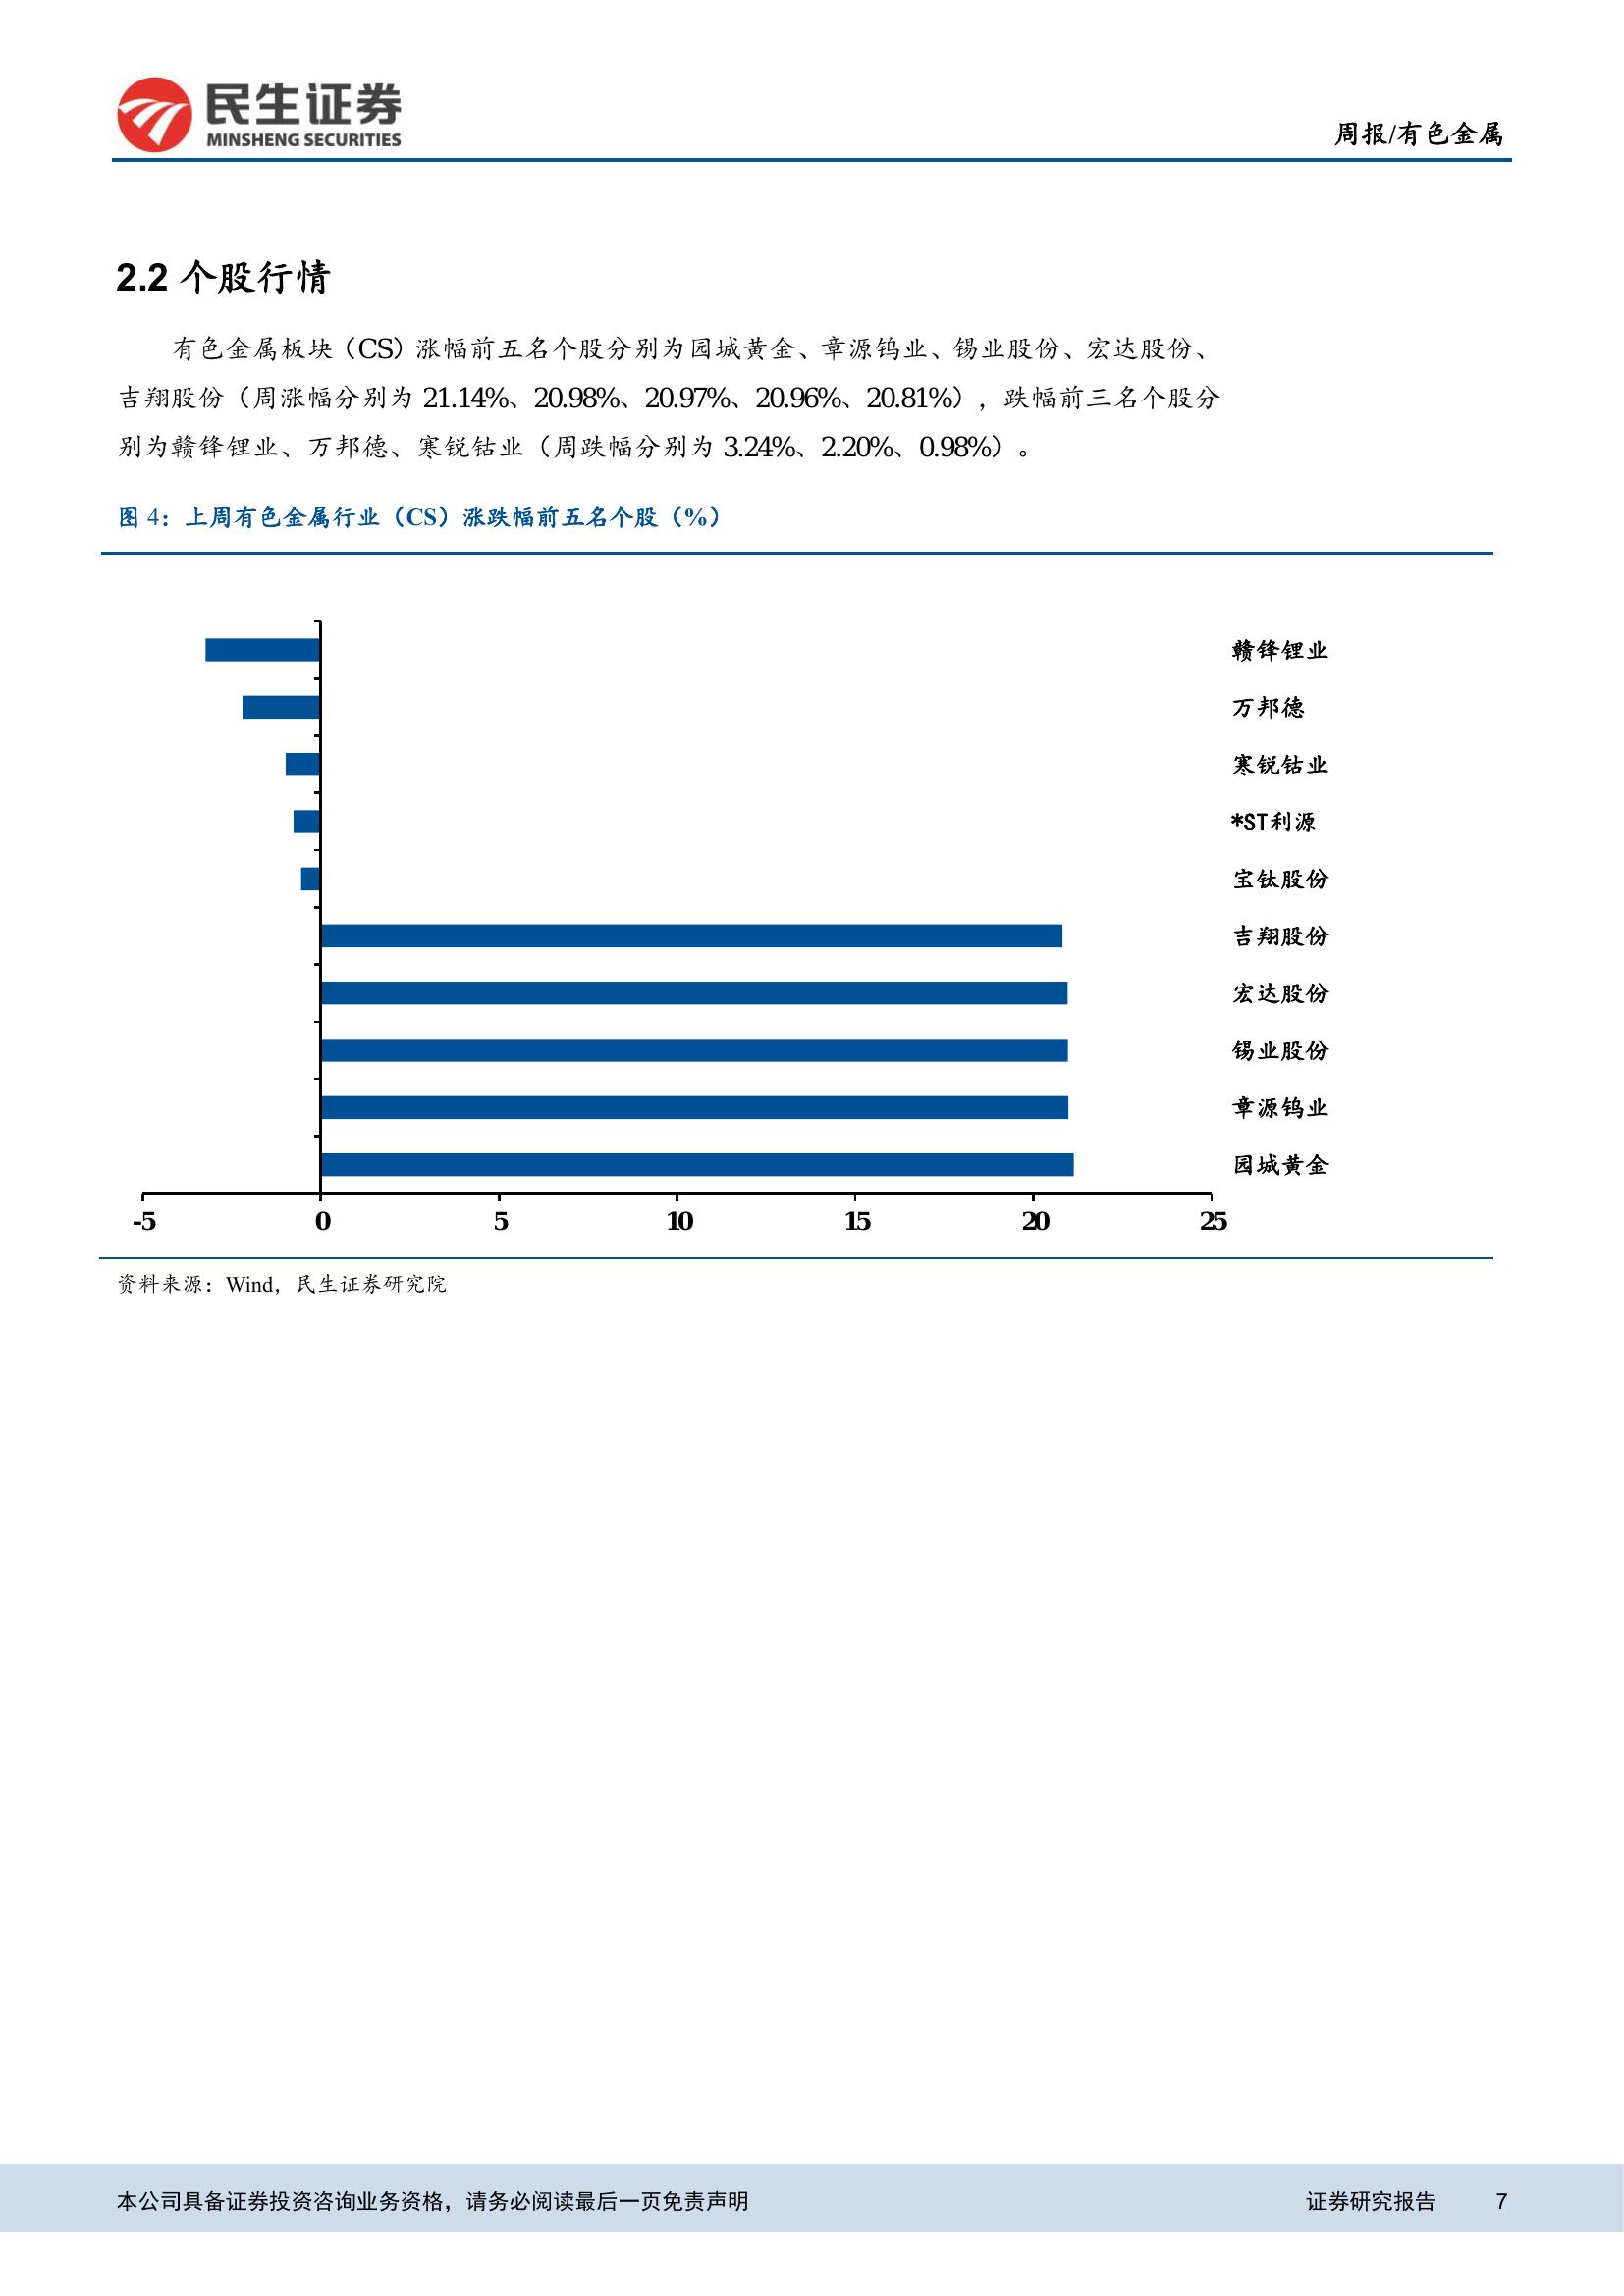 民生证券
MINSHENG SECURITIES
周报/有色金属
2.2 个股行情
有色金属板块（CS）涨幅前五名个股分别为园城黄金、章源钨业、锡业股份、宏达股份、
吉翔股份（周涨幅分别为 21.14%、20.98%、20.97%、20.96%、20.81%），跌幅前三名个股分
别为赣锋锂业、万邦德、寒锐钴业（周跌幅分别为 3.24%、2.20%、0.98%）。
图 4：上周有色金属行业（CS）涨跌幅前五名个股（%）
赣锋锂业
万邦德
寒锐钴业
*ST利源
宝钛股份
吉翔股份
宏达股份
锡业股份
章源钨业
园城黄金
-5 0 5 10 15 20 25
资料来源：Wind，民生证券研究院
本公司具备证券投资咨询业务资格，请务必阅读最后一页免责声明 证券研究报告 7